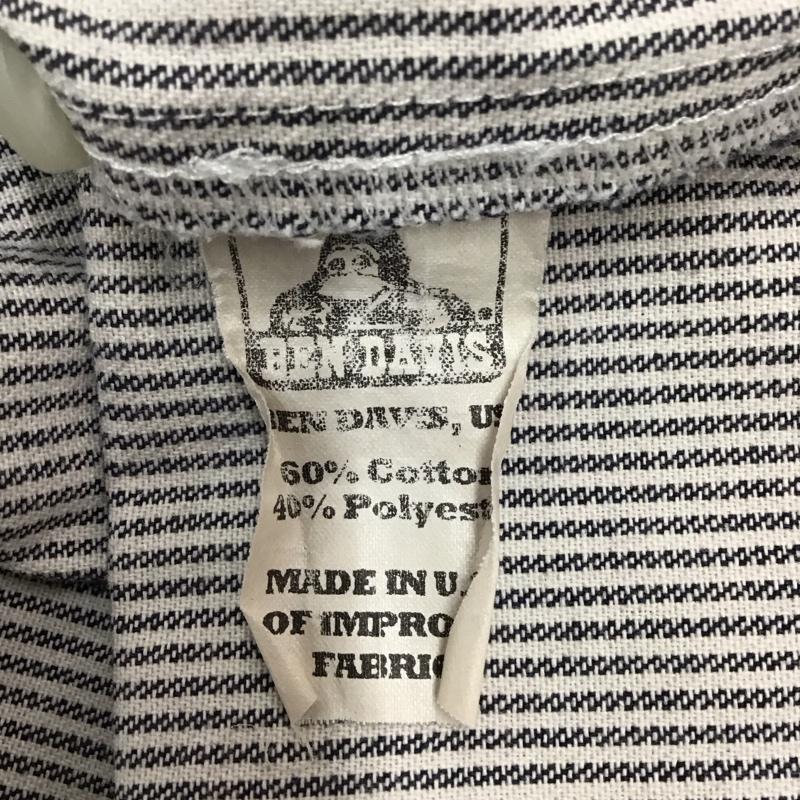 BEN DAVIS
BEN DAVIS, US
60% Cotton
40% Polyest
MADE IN U.S
OF IMPRO
FABRIC